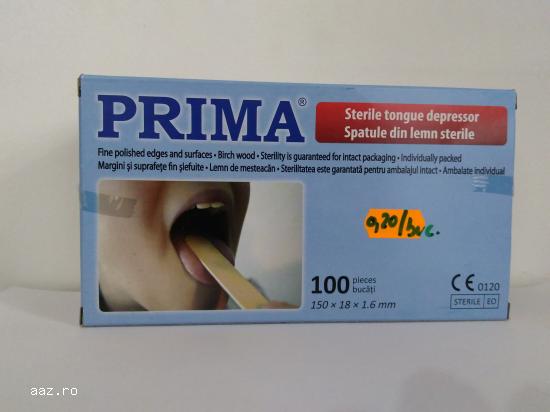 PRIMA®
Sterile tongue depressor
Spatule din lemn sterile
Fine polished edges and surfaces • Birch wood • Sterility is guaranteed for intact packaging • Individually packed
Margini și suprafețe fin șlefuite • Lemn de mesteacăn • Sterilitatea este garantată pentru ambalajul intact • Ambalate individual
0,20/buc.
100 pieces
bucăți
150 × 18 × 1.6 mm
CE 0120
STERILE EO
aaz.ro